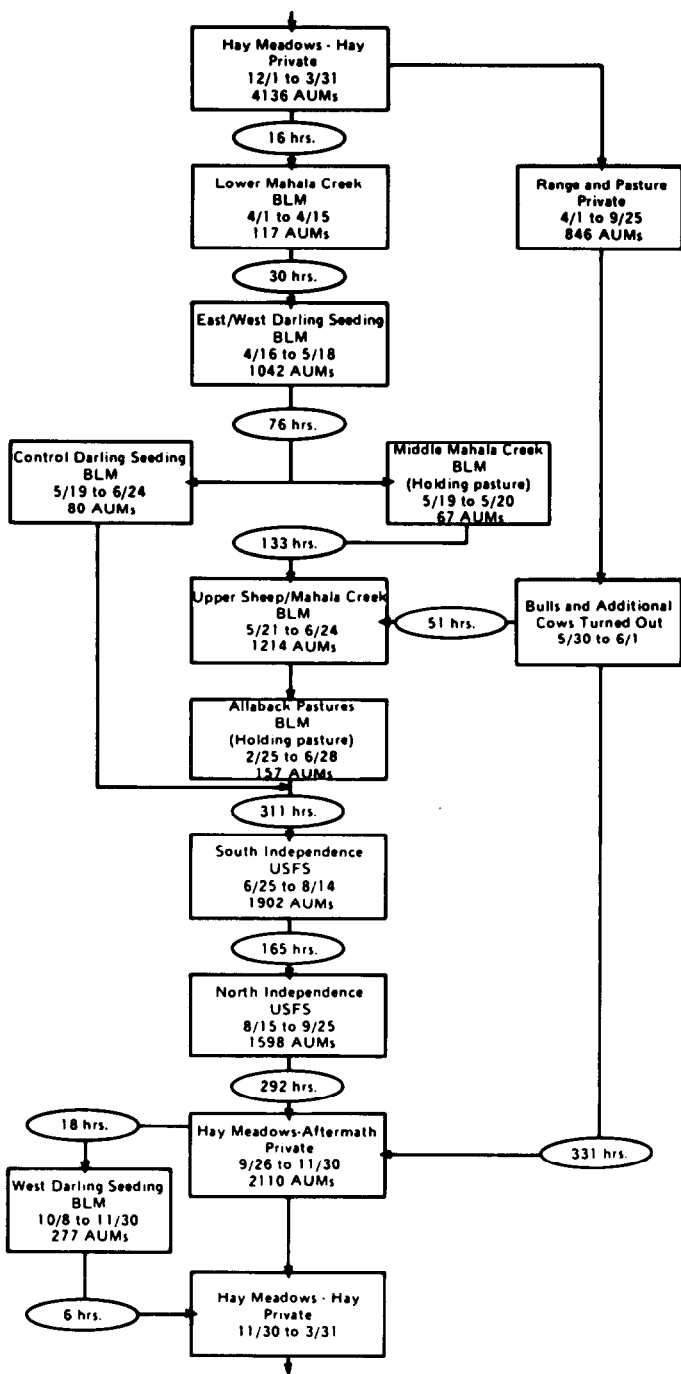 Hay Meadows - Hay
Private
12/1 to 3/31
4136 AUMs
16 hrs.
Lower Mahala Creek
BLM
4/1 to 4/15
117 AUMs
Range and Pasture
Private
4/1 to 9/25
846 AUMs
30 hrs.
East/West Darling Seeding
BLM
4/16 to 5/18
1042 AUMs
76 hrs.
Control Darling Seeding
BLM
5/19 to 6/24
80 AUMs
Middle Mahala Creek
BLM
(Holding pasture)
5/19 to 5/20
67 AUMs
133 hrs.
Upper Sheep/Mahala Creek
BLM
5/21 to 6/24
1214 AUMs
51 hrs.
Bulls and Additional
Cows Turned Out
5/30 to 6/1
Allaback Pastures
BLM
(Holding pasture)
2/25 to 6/28
157 AUMs
311 hrs.
South Independence
USFS
6/25 to 8/14
1902 AUMs
165 hrs.
North Independence
USFS
8/15 to 9/25
1598 AUMs
292 hrs.
18 hrs.
Hay Meadows-Aftermath
Private
9/26 to 11/30
2110 AUMs
331 hrs.
West Darling Seeding
BLM
10/8 to 11/30
277 AUMs
6 hrs.
Hay Meadows - Hay
Private
11/30 to 3/31